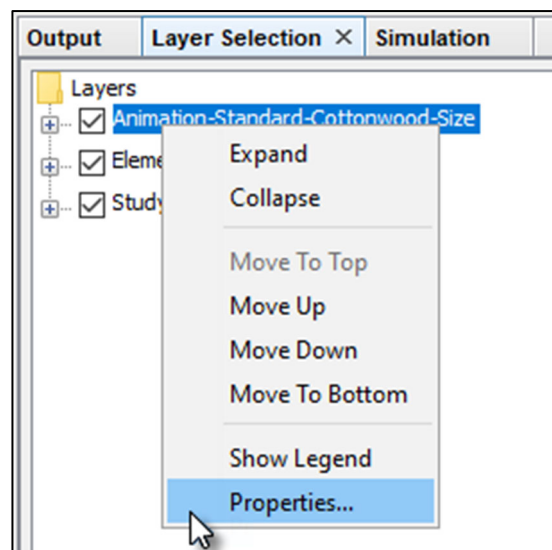 Output Layer Selection × Simulation
Layers
Animation-Standard-Cottonwood-Size
Expand
Collapse
Move To Top
Move Up
Move Down
Move To Bottom
Show Legend
Properties...